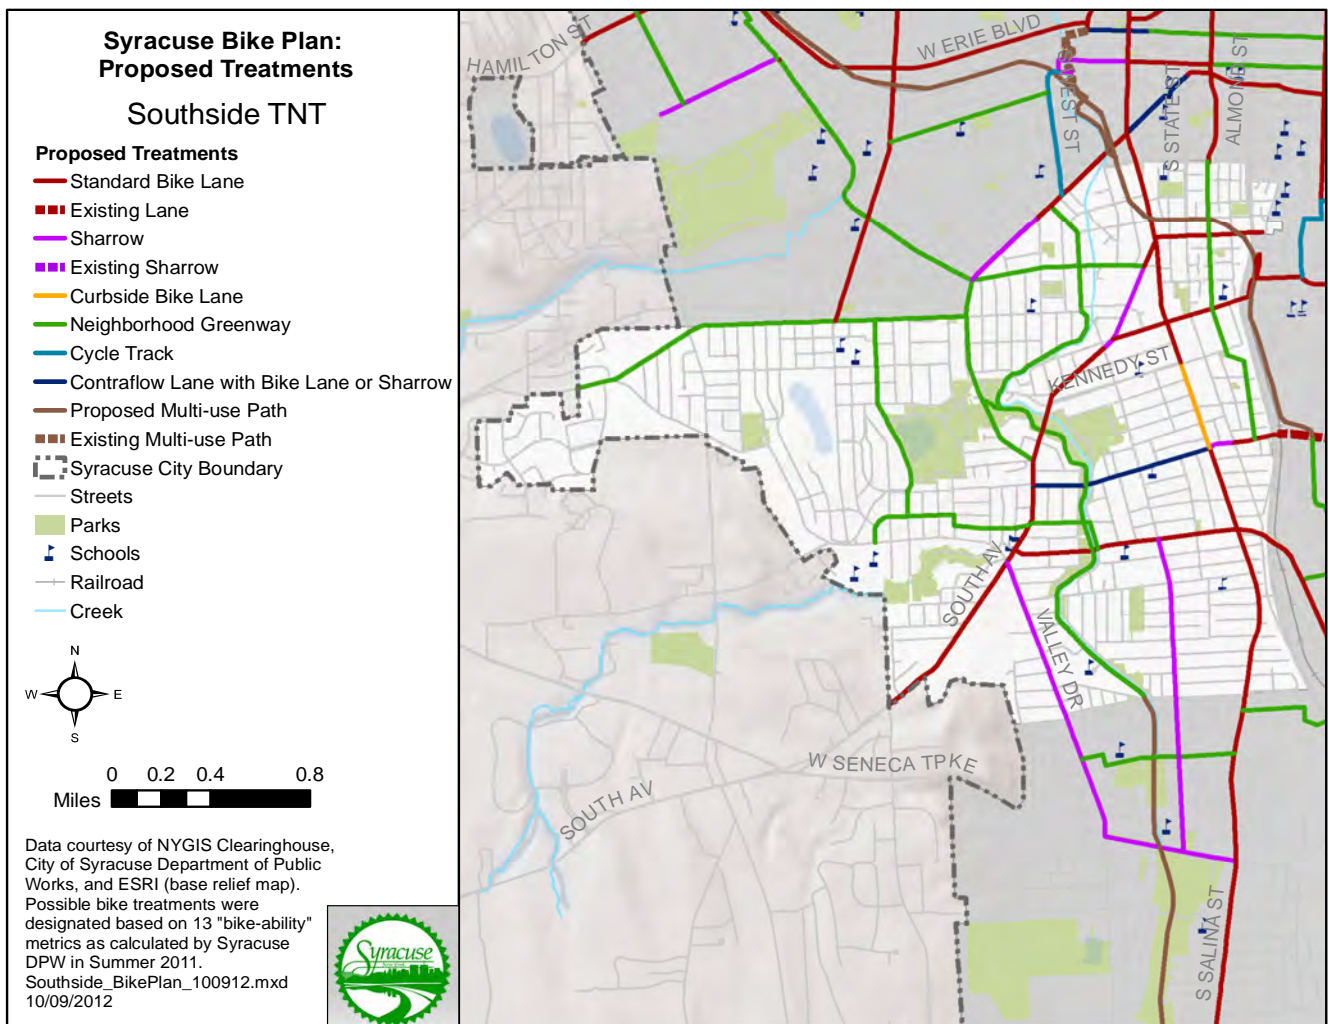 Syracuse Bike Plan:
Proposed Treatments
Southside TNT
Proposed Treatments
Standard Bike Lane
Existing Lane
Sharrow
Existing Sharrow
Curbside Bike Lane
Neighborhood Greenway
Cycle Track
Contraflow Lane with Bike Lane or Sharrow
Proposed Multi-use Path
Existing Multi-use Path
Syracuse City Boundary
Streets
Parks
Schools
Railroad
Creek
N
W E
S
0 0.2 0.4 0.8
Miles
Data courtesy of NYGIS Clearinghouse,
City of Syracuse Department of Public
Works, and ESRI (base relief map).
Possible bike treatments were
designated based on 13 "bike-ability"
metrics as calculated by Syracuse
DPW in Summer 2011.
Southside_BikePlan_100912.mxd
10/09/2012
Syracuse
HAMILTON ST
W ERIE BLVD
S STATE ST
ALMOND ST
KENNEDY ST
SOUTH AV
VALLEY DR
W SENECA TPKE
SOUTH AV
S SALINA ST